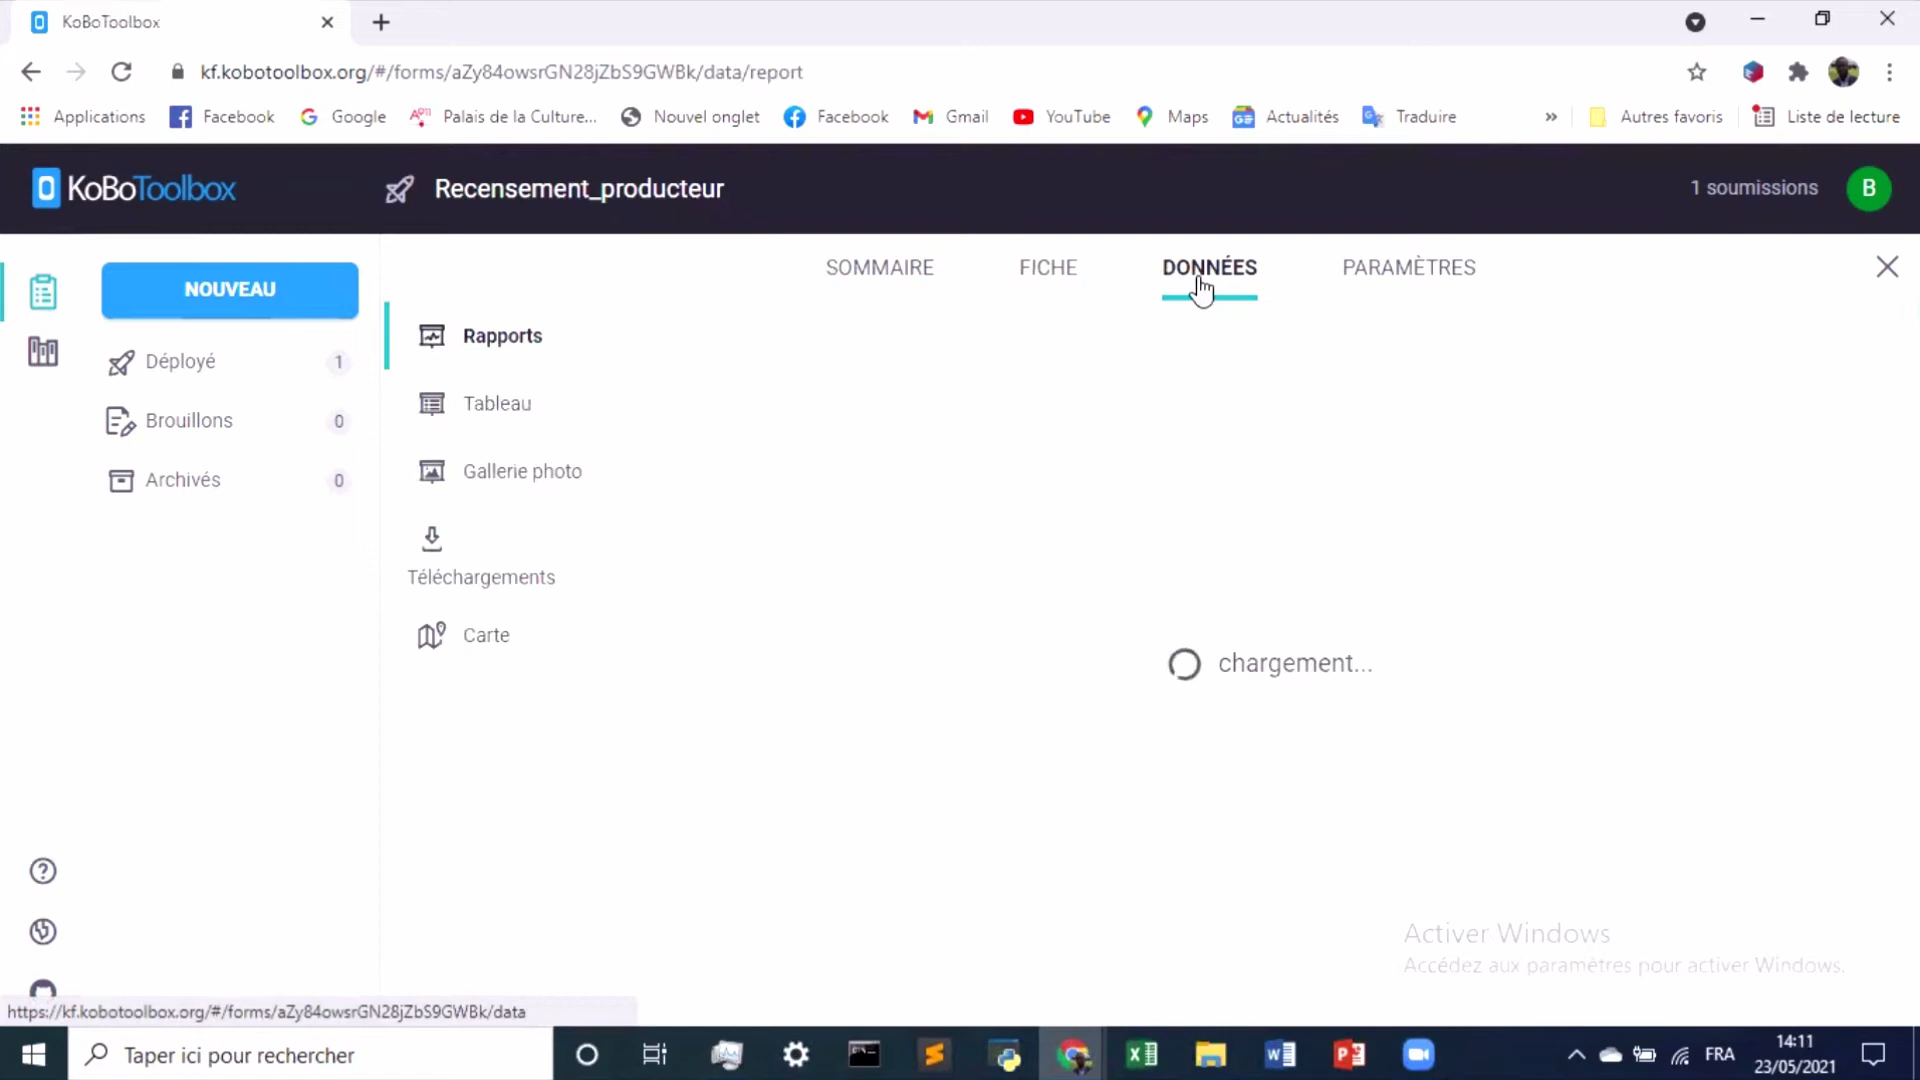 KoBoToolbox
kf.kobotoolbox.org/#/forms/aZy84owsrGN28jZbS9GWBk/data/report
Applications Facebook Google Palais de la Culture... Nouvel onglet Facebook Gmail YouTube Maps Actualités Traduire » Autres favoris Liste de lecture
KoBoToolbox Recensement_producteur 1 soumissions B
SOMMAIRE FICHE DONNÉES PARAMÈTRES
NOUVEAU
Déployé 1
Brouillons 0
Archivés 0
Rapports
Tableau
Gallerie photo
Téléchargements
Carte
chargement...
Activer Windows
Accédez aux paramètres pour activer Windows.
https://kf.kobotoolbox.org/#/forms/aZy84owsrGN28jZbS9GWBk/data
Taper ici pour rechercher
FRA
14:11
23/05/2021